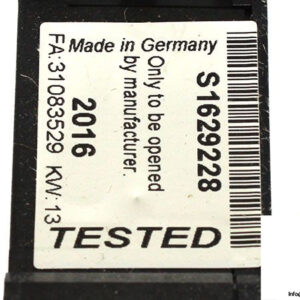 Made in Germany
Only to be opened
by manufacturer.
2016
FA:31083529 KW:13
S1629228
TESTED